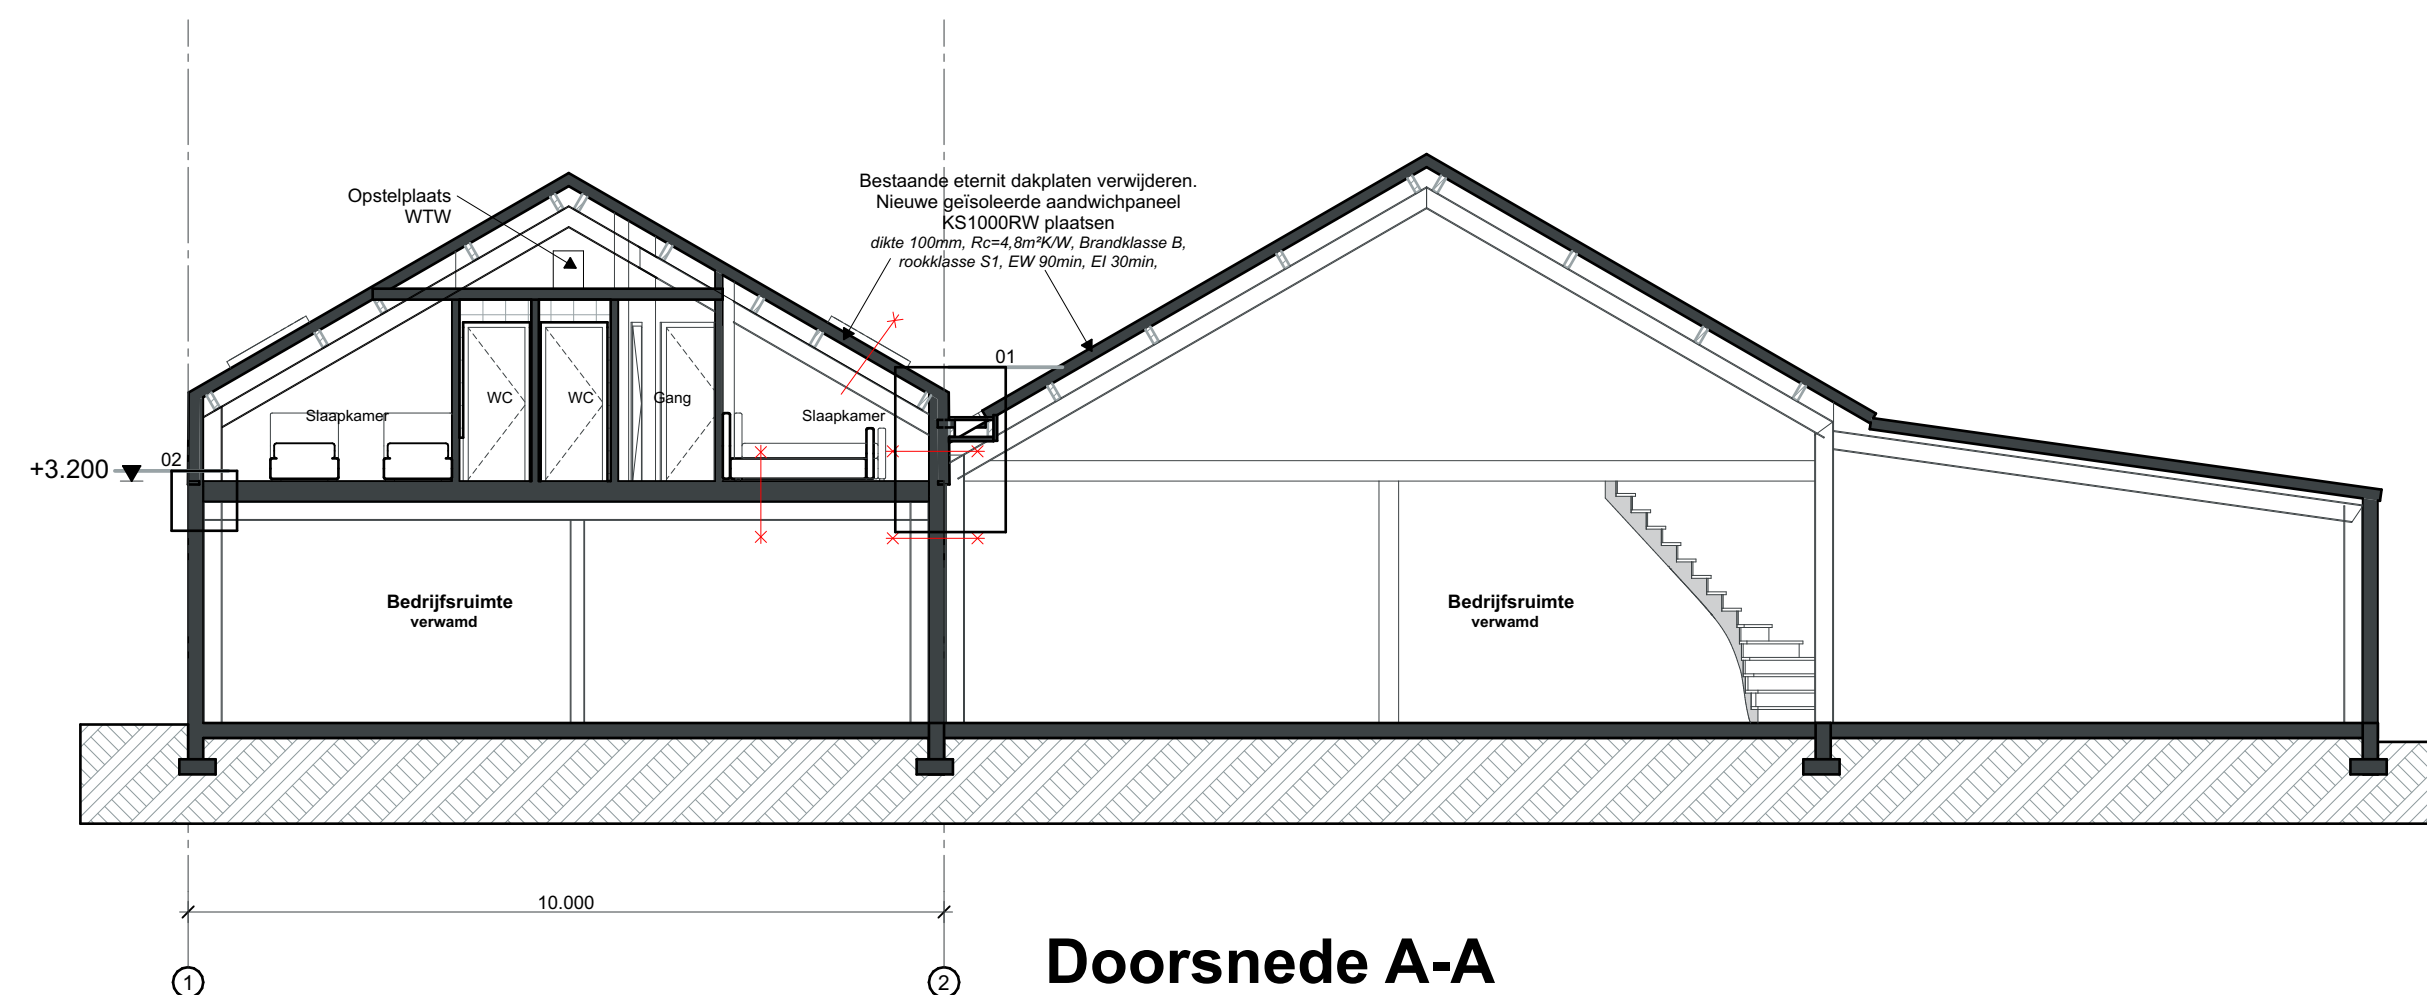 Opstelplaats
WTW
Bestaande eternit dakplaten verwijderen.
Nieuwe geïsoleerde aandwichpaneel
KS1000RW plaatsen
dikte 100mm, Rc=4,8m²K/W, Brandklasse B,
rookklasse S1, EW 90min, EI 30min,
01
WC
WC
Gang
Slaapkamer
Slaapkamer
02
+3.200
Bedrijfsruimte
verwamd
Bedrijfsruimte
verwamd
10.000
1
2
Doorsnede A-A